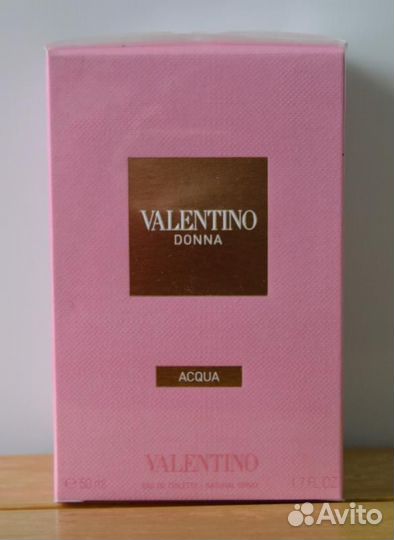 VALENTINO
DONNA
ACQUA
VALENTINO
℮ 50 ml EAU DE TOILETTE - NATURAL SPRAY 1.7 FL.OZ
Avito